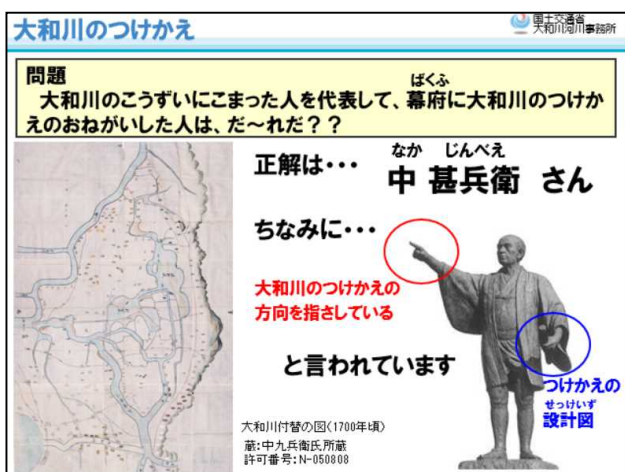 大和川のつけかえ
国土交通省
大和川河川事務所
問題
ばくふ
大和川のこうずいにこまった人を代表して、幕府に大和川のつけか
えのおねがいした人は、だ～れだ？？
正解は・・・
なか じんべえ
中 甚兵衛 さん
ちなみに・・・
大和川のつけかえの
方向を指さしている
と言われています
つけかえの
せっけいず
設計図
大和川付替の図(1700年頃)
蔵:中九兵衛氏所蔵
許可番号:N-050808